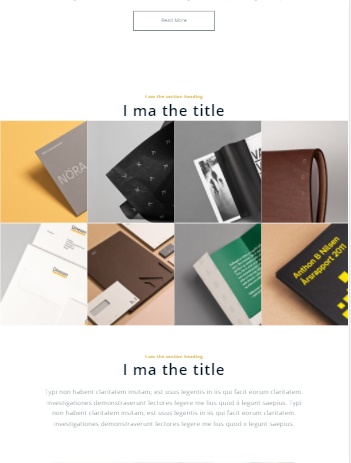 Read More
I am the section heading
I ma the title
NORA
Anthon B Nilsen
Årsrapport 2011
I am the section heading
I ma the title
Typi non habent claritatem insitam; est usus legentis in iis qui facit eorum claritatem.
Investigationes demonstraverunt lectores legere me lius quod ii legunt saepius. Typi
non habent claritatem insitam; est usus legentis in iis qui facit eorum claritatem.
Investigationes demonstraverunt lectores legere me lius quod ii legunt saepius.